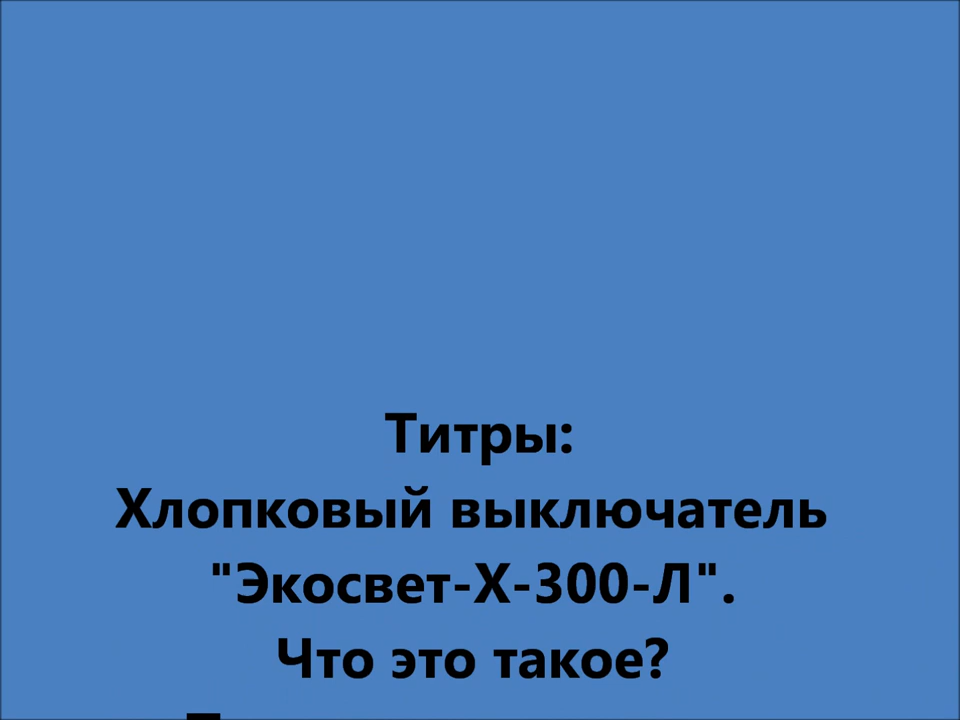 Титры:
Хлопковый выключатель
"Экосвет-Х-300-Л".
Что это такое?